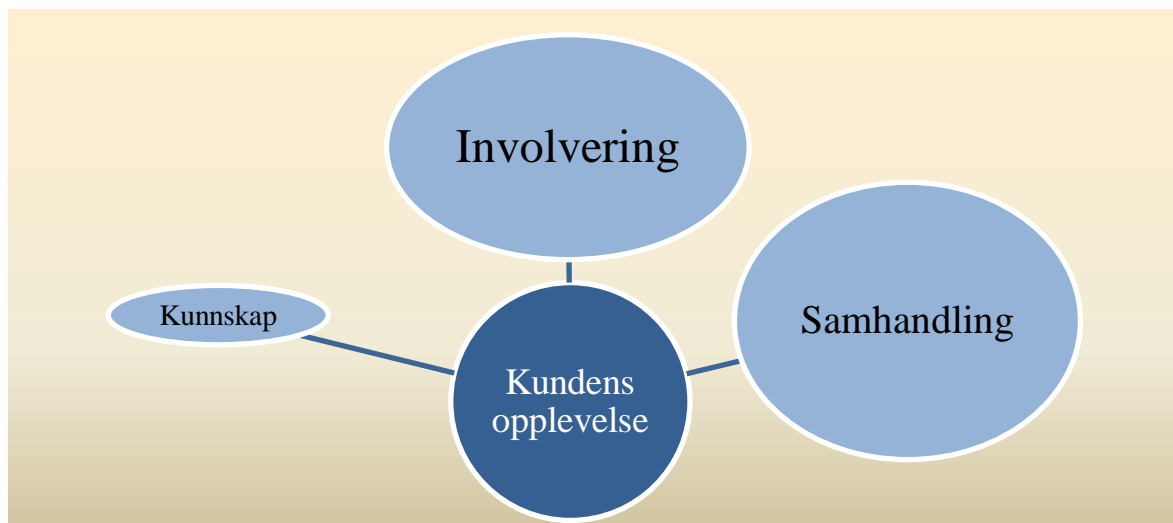 Involvering
Samhandling
Kunnskap
Kundens
opplevelse